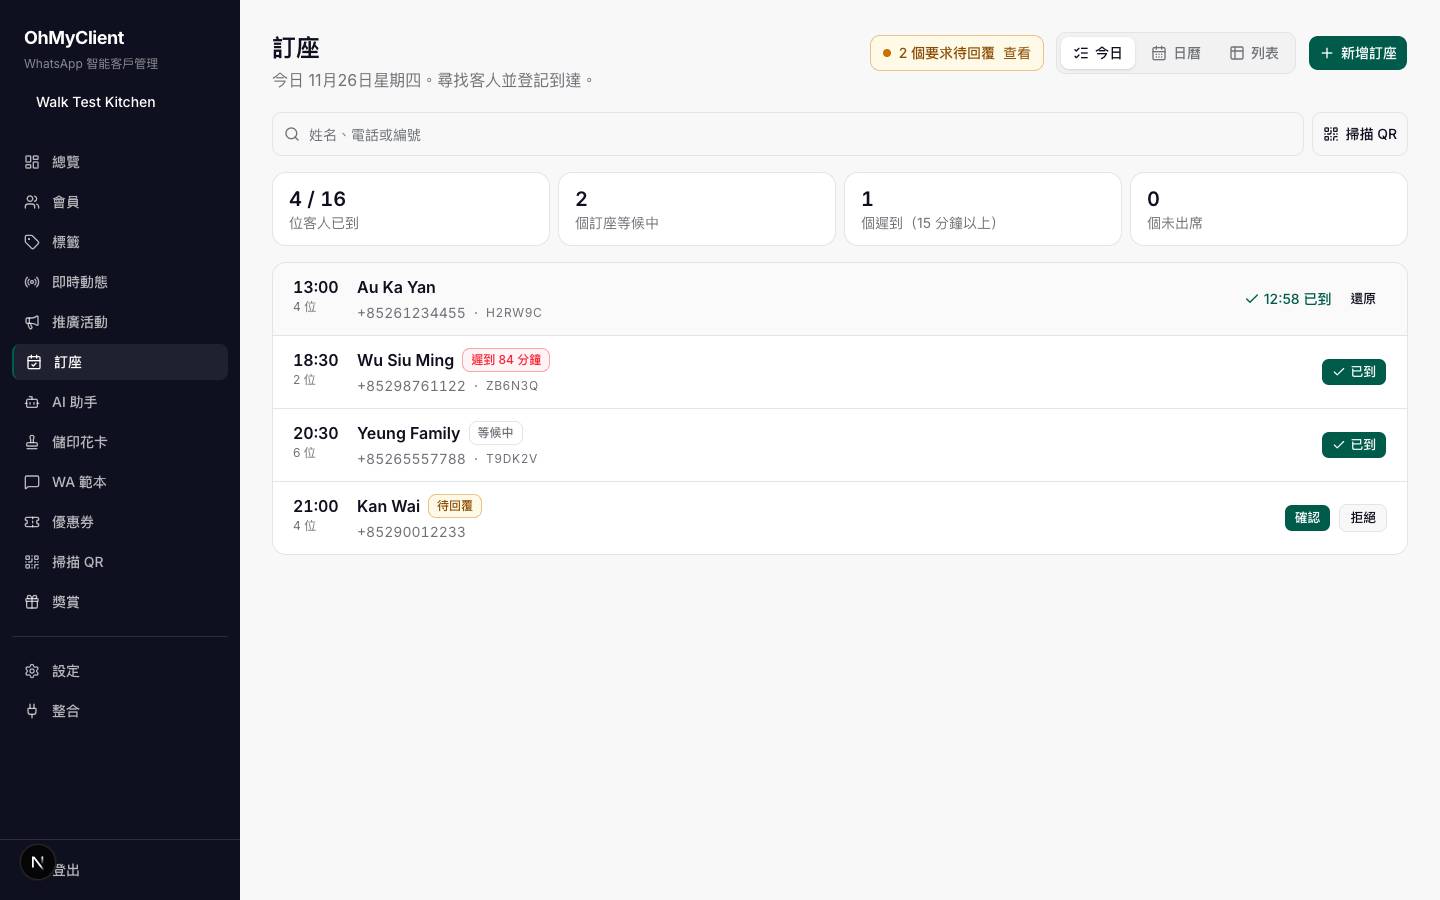 OhMyClient
WhatsApp 智能客戶管理
Walk Test Kitchen
總覽
會員
標籤
即時動態
推廣活動
訂座
AI 助手
儲印花卡
WA 範本
優惠券
掃描 QR
獎賞
設定
整合
N
登出
訂座
今日 11月26日星期四。尋找客人並登記到達。
2 個要求待回覆 查看
今日
日曆
列表
新增訂座
姓名、電話或編號
掃描 QR
4 / 16
位客人已到
2
個訂座等候中
1
個遲到（15 分鐘以上）
0
個未出席
13:00 Au Ka Yan
4 位 +85261234455 · H2RW9C
12:58 已到 還原
18:30 Wu Siu Ming 遲到 84 分鐘
2 位 +85298761122 · ZB6N3Q
已到
20:30 Yeung Family 等候中
6 位 +85265557788 · T9DK2V
已到
21:00 Kan Wai 待回覆
4 位 +85290012233
確認 拒絕